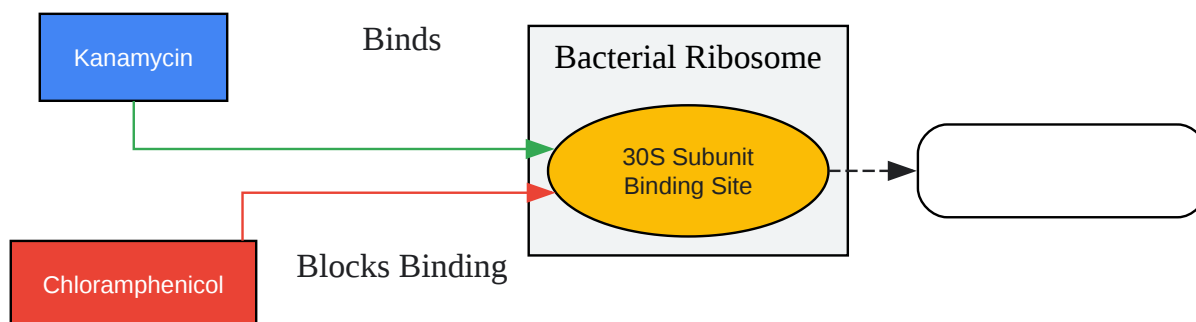 Kanamycin
Binds
Bacterial Ribosome
30S Subunit
Binding Site
Blocks Binding
Chloramphenicol